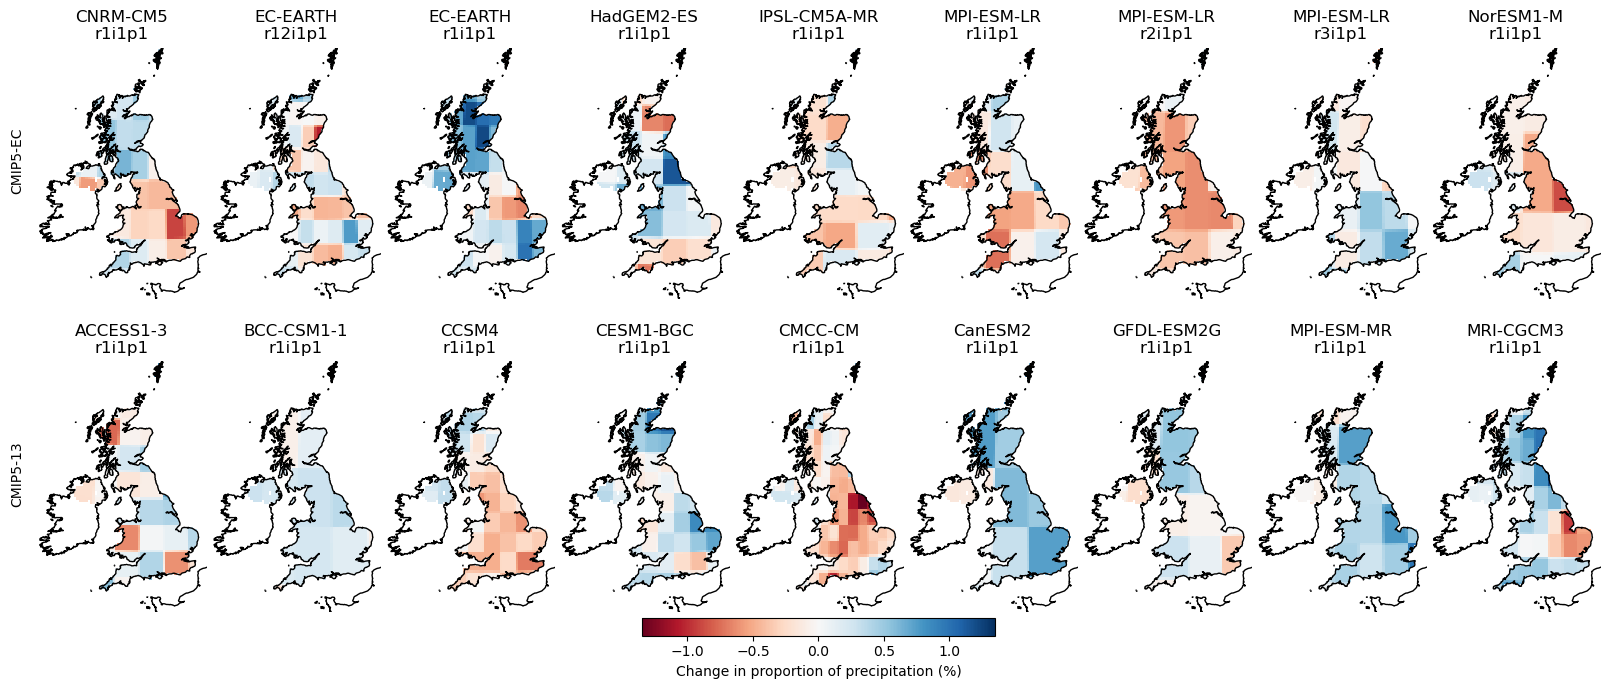 CNRM-CM5
r1i1p1
EC-EARTH
r12i1p1
EC-EARTH
r1i1p1
HadGEM2-ES
r1i1p1
IPSL-CM5A-MR
r1i1p1
MPI-ESM-LR
r1i1p1
MPI-ESM-LR
r2i1p1
MPI-ESM-LR
r3i1p1
NorESM1-M
r1i1p1
CMIP5-EC
ACCESS1-3
r1i1p1
BCC-CSM1-1
r1i1p1
CCSM4
r1i1p1
CESM1-BGC
r1i1p1
CMCC-CM
r1i1p1
CanESM2
r1i1p1
GFDL-ESM2G
r1i1p1
MPI-ESM-MR
r1i1p1
MRI-CGCM3
r1i1p1
CMIP5-13
−1.0 −0.5 0.0 0.5 1.0
Change in proportion of precipitation (%)